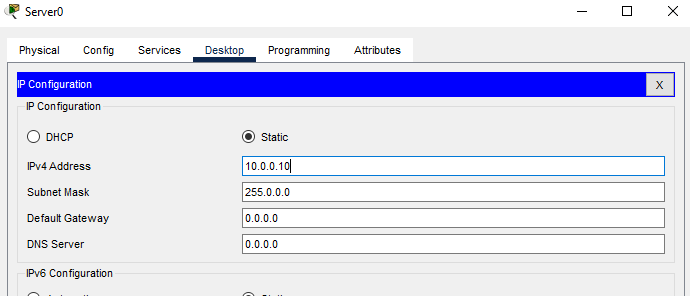 Server0
Physical Config Services Desktop Programming Attributes
IP Configuration X
IP Configuration
DHCP Static
IPv4 Address 10.0.0.10
Subnet Mask 255.0.0.0
Default Gateway 0.0.0.0
DNS Server 0.0.0.0
IPv6 Configuration